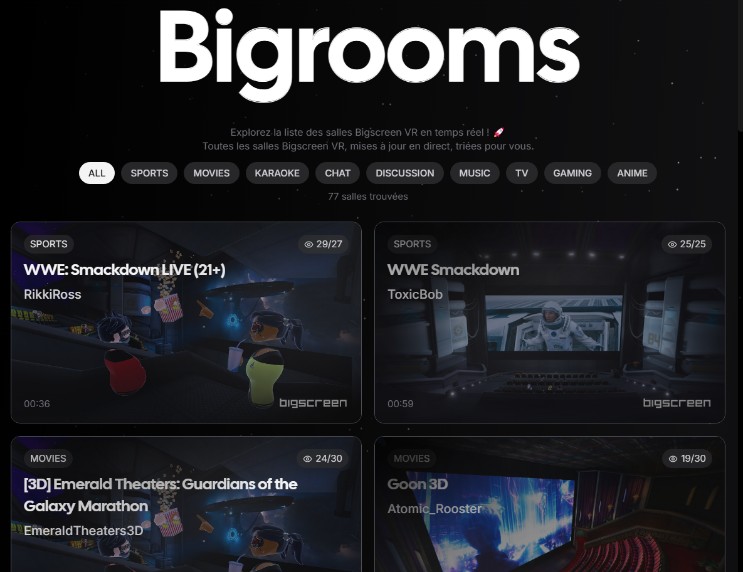 Bigrooms
Explorez la liste des salles Bigscreen VR en temps réel ! 🚀
Toutes les salles Bigscreen VR, mises à jour en direct, triées pour vous.
ALL SPORTS MOVIES KARAOKE CHAT DISCUSSION MUSIC TV GAMING ANIME
77 salles trouvées
SPORTS 29/27
WWE: Smackdown LIVE (21+)
RikkiRoss
00:36 bigscreen
SPORTS 25/25
WWE Smackdown
ToxicBob
00:59 bigscreen
MOVIES 24/30
[3D] Emerald Theaters: Guardians of the
Galaxy Marathon
EmeraldTheaters3D
MOVIES 19/30
Goon 3D
Atomic_Rooster